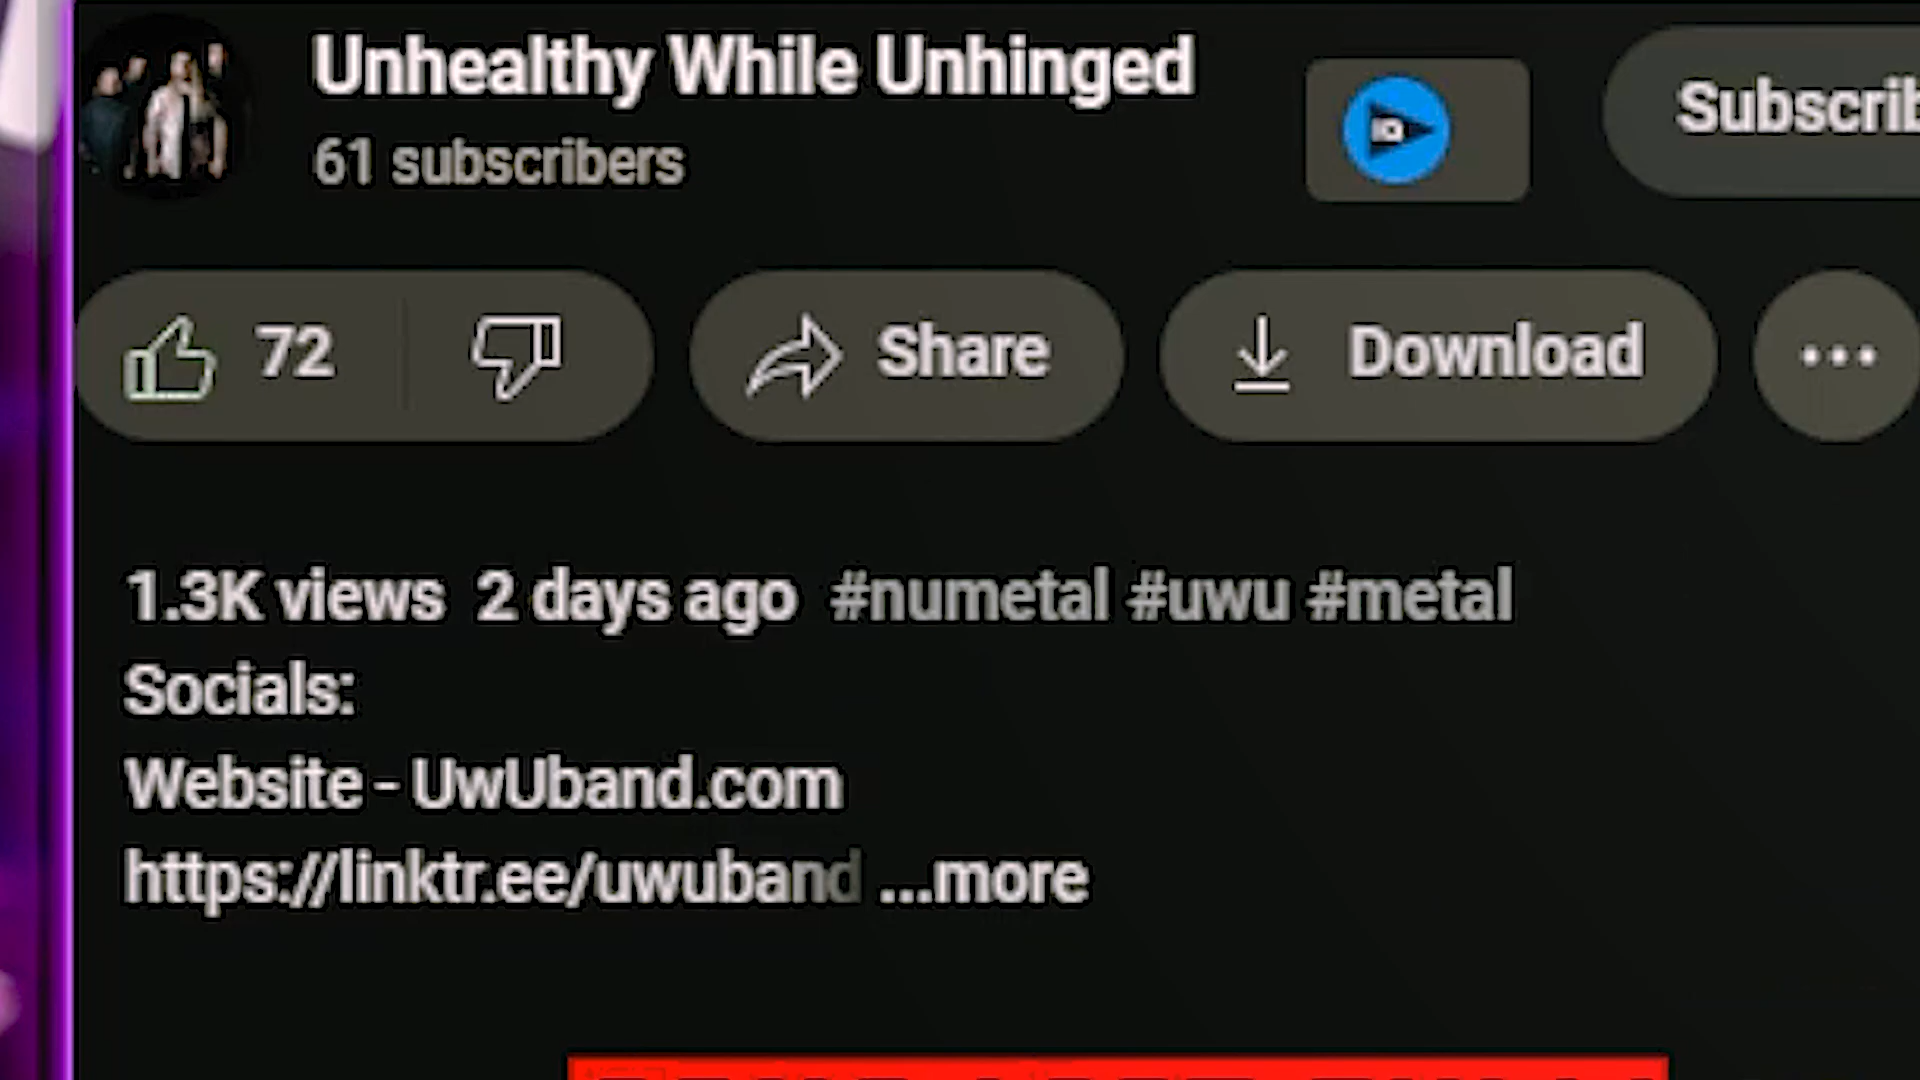 Unhealthy While Unhinged
61 subscribers
Subscrib
72
Share
Download
1.3K views 2 days ago #numetal #uwu #metal
Socials:
Website - UwUband.com
https://linktr.ee/uwuband ...more